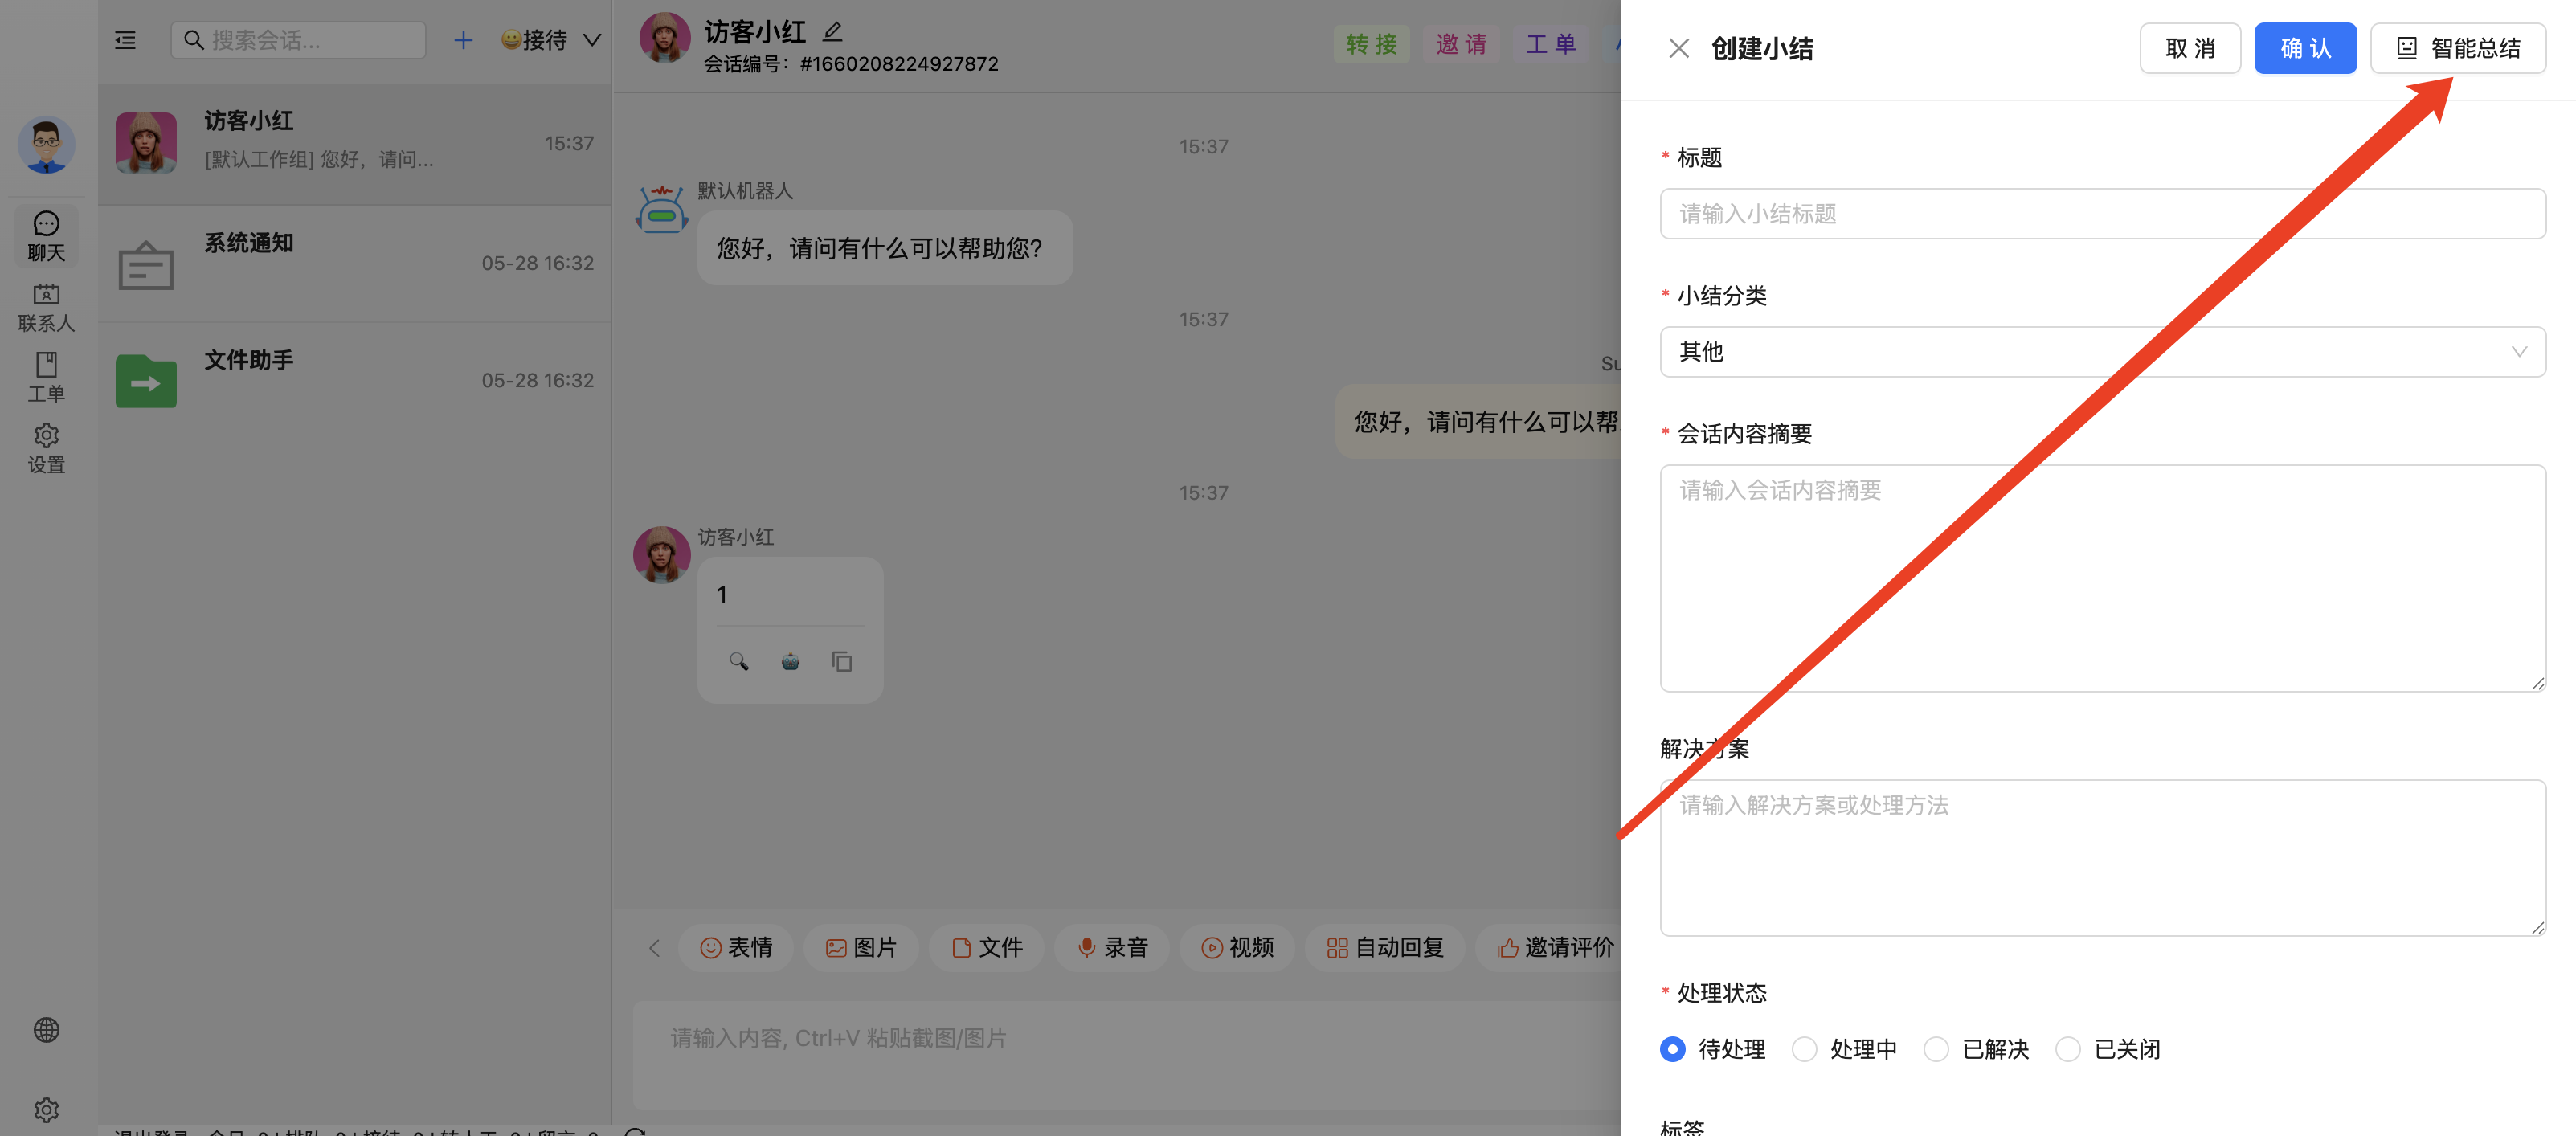 搜索会话...
😀接待
访客小红
15:37
[默认工作组] 您好，请问...
系统通知
05-28 16:32
文件助手
05-28 16:32
聊天
联系人
工单
设置
访客小红
会话编号：#1660208224927872
转 接
邀 请
工 单
15:37
默认机器人
您好，请问有什么可以帮助您?
15:37
Su
您好，请问有什么可以帮
15:37
访客小红
1
表情
图片
文件
录音
视频
自动回复
邀请评价
请输入内容, Ctrl+V 粘贴截图/图片
创建小结
取 消
确 认
智能总结
* 标题
请输入小结标题
* 小结分类
其他
* 会话内容摘要
请输入会话内容摘要
解决方案
请输入解决方案或处理方法
* 处理状态
待处理
处理中
已解决
已关闭
标签